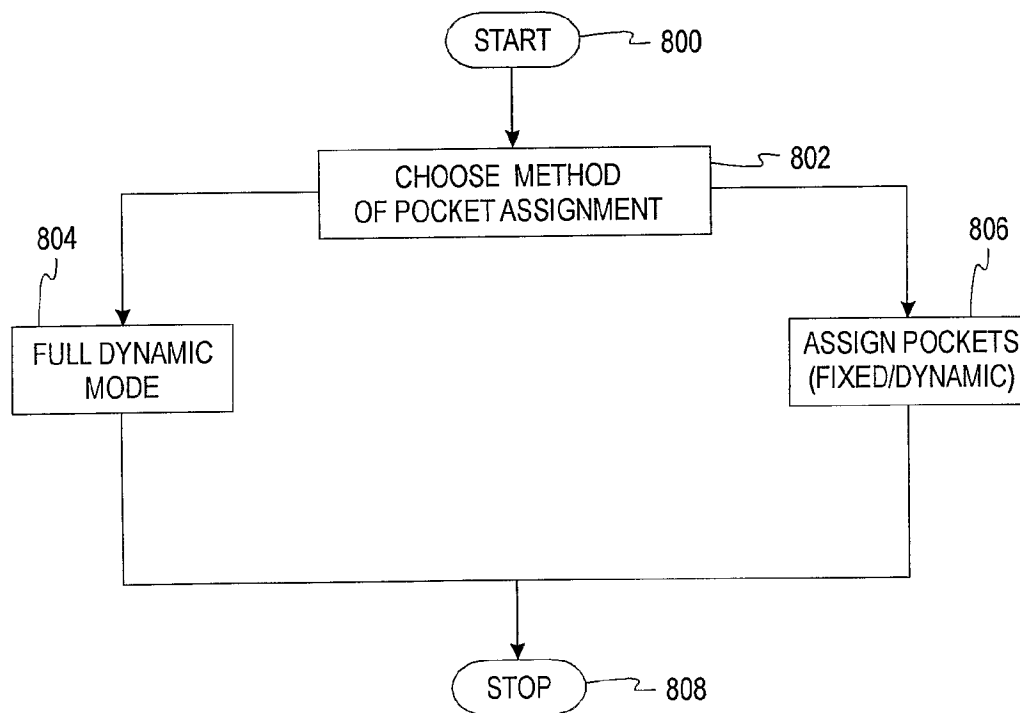 START
800
CHOOSE METHOD
OF POCKET ASSIGNMENT
802
804
806
FULL DYNAMIC
MODE
ASSIGN POCKETS
(FIXED/DYNAMIC)
STOP
808